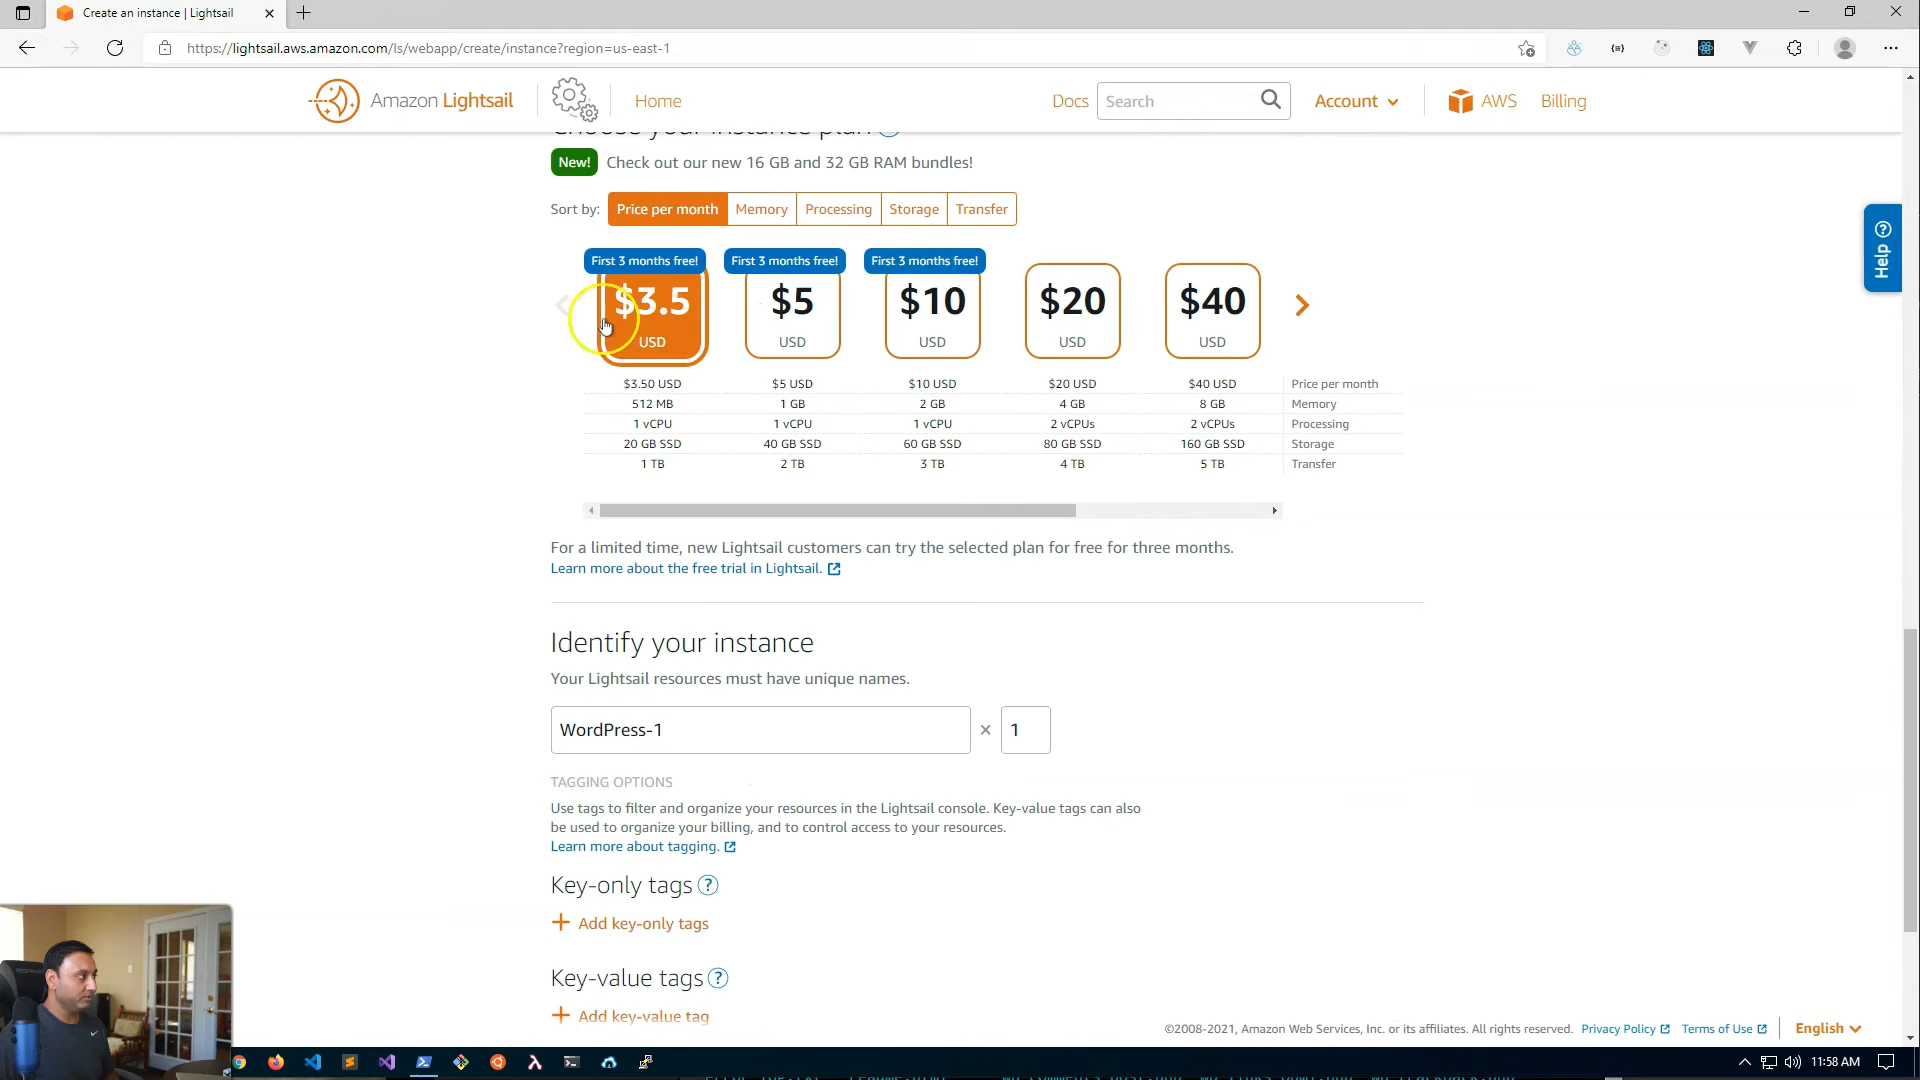 Create an instance | Lightsail
https://lightsail.aws.amazon.com/ls/webapp/create/instance?region=us-east-1
Amazon Lightsail
Home
Docs
Search
Account
AWS
Billing
Choose your instance plan
New! Check out our new 16 GB and 32 GB RAM bundles!
Sort by: Price per month Memory Processing Storage Transfer
First 3 months free! First 3 months free! First 3 months free!
$3.5 $5 $10 $20 $40
USD USD USD USD USD
$3.50 USD $5 USD $10 USD $20 USD $40 USD Price per month
512 MB 1 GB 2 GB 4 GB 8 GB Memory
1 vCPU 1 vCPU 1 vCPU 2 vCPUs 2 vCPUs Processing
20 GB SSD 40 GB SSD 60 GB SSD 80 GB SSD 160 GB SSD Storage
1 TB 2 TB 3 TB 4 TB 5 TB Transfer
Help
For a limited time, new Lightsail customers can try the selected plan for free for three months.
Learn more about the free trial in Lightsail.
Identify your instance
Your Lightsail resources must have unique names.
WordPress-1 × 1
TAGGING OPTIONS
Use tags to filter and organize your resources in the Lightsail console. Key-value tags can also
be used to organize your billing, and to control access to your resources.
Learn more about tagging.
Key-only tags ?
+ Add key-only tags
Key-value tags ?
+ Add key-value tag
©2008-2021, Amazon Web Services, Inc. or its affiliates. All rights reserved. Privacy Policy Terms of Use English
11:58 AM